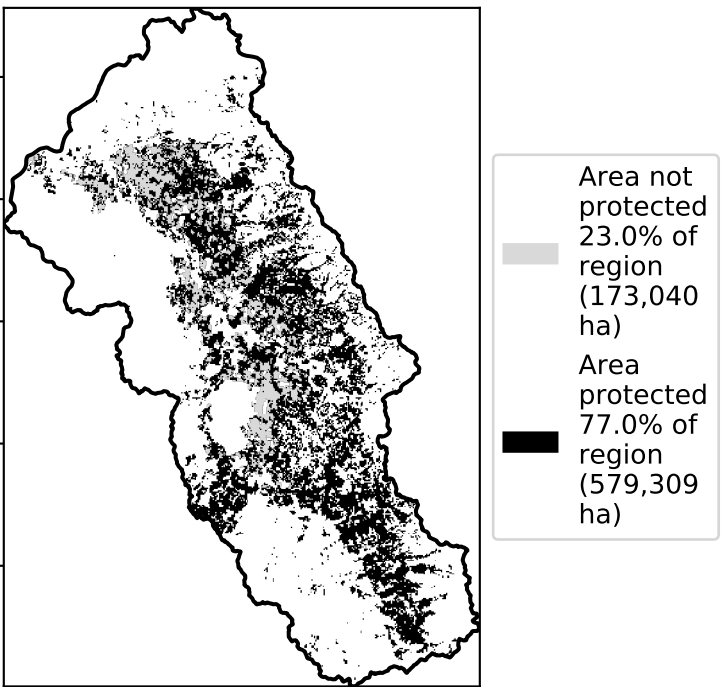 Area not
protected
23.0% of
region
(173,040
ha)
Area
protected
77.0% of
region
(579,309
ha)